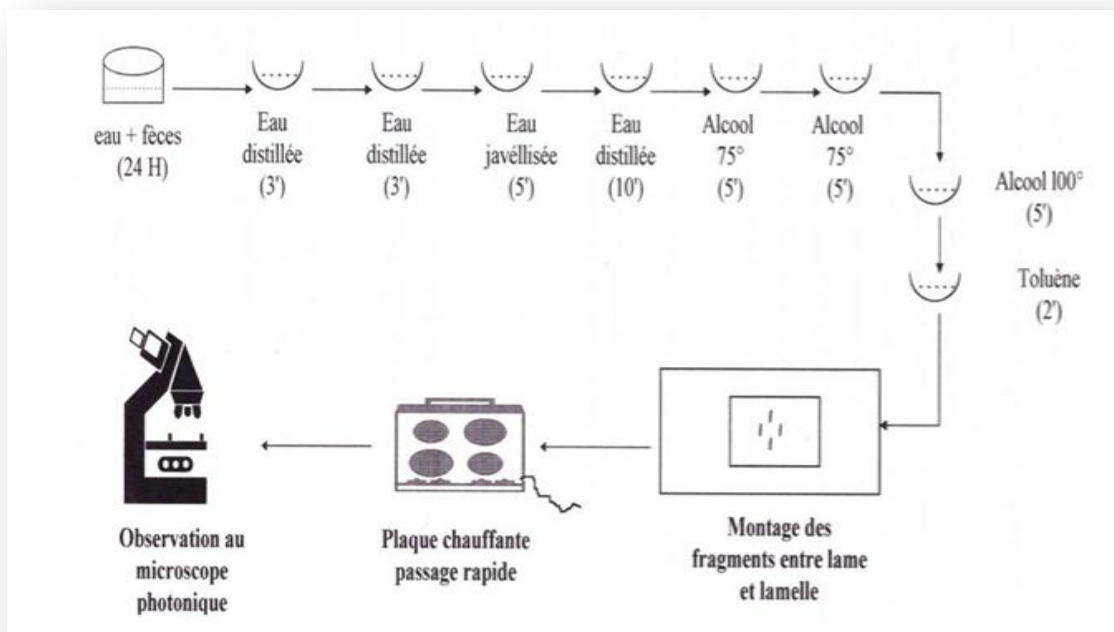 eau + fèces
(24 H)
Eau
distillée
(3')
Eau
distillée
(3')
Eau
javéllisée
(5')
Eau
distillée
(10')
Alcool
75°
(5')
Alcool
75°
(5')
Alcool 100°
(5')
Toluène
(2')
Montage des
fragments entre lame
et lamelle
Plaque chauffante
passage rapide
Observation au
microscope
photonique